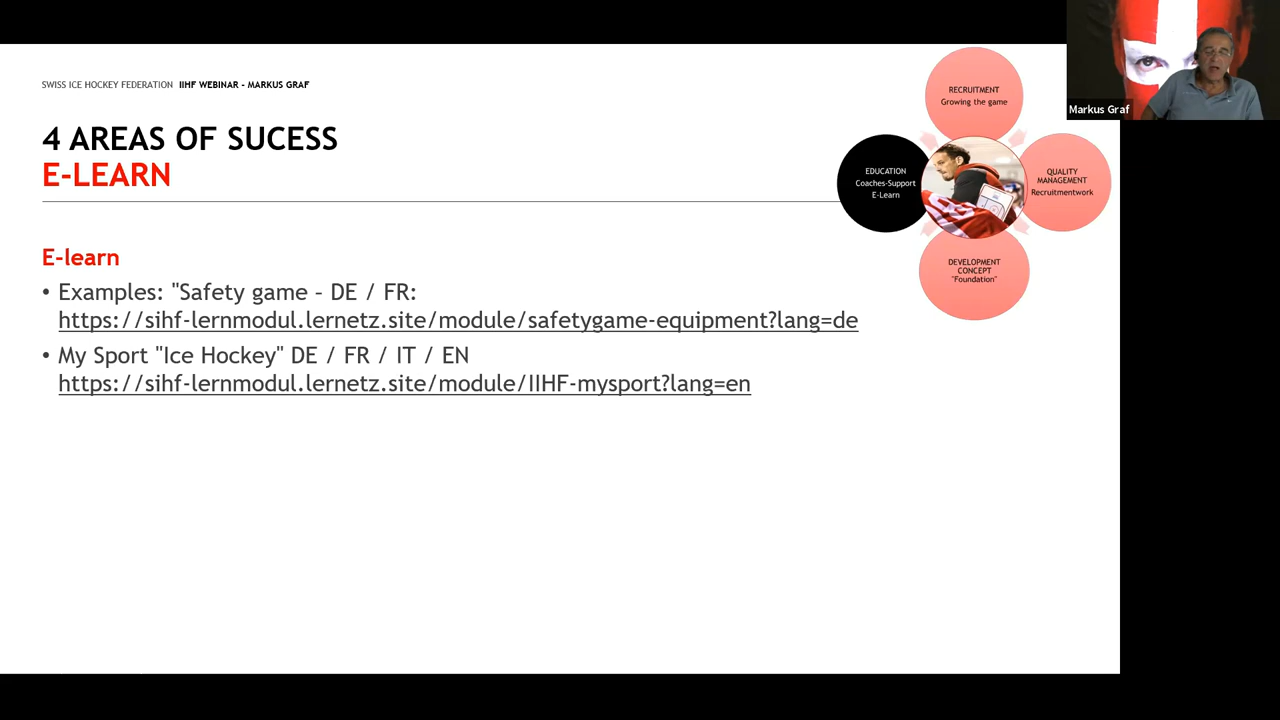 SWISS ICE HOCKEY FEDERATION IIHF WEBINAR - MARKUS GRAF
4 AREAS OF SUCESS
E-LEARN
E-learn
• Examples: "Safety game – DE / FR:
https://sihf-lernmodul.lernetz.site/module/safetygame-equipment?lang=de
• My Sport "Ice Hockey" DE / FR / IT / EN
https://sihf-lernmodul.lernetz.site/module/IIHF-mysport?lang=en
RECRUITMENT
Growing the game
EDUCATION
Coaches-Support
E-Learn
QUALITY
MANAGEMENT
Recruitmentwork
DEVELOPMENT
CONCEPT
"Foundation"
Markus Graf